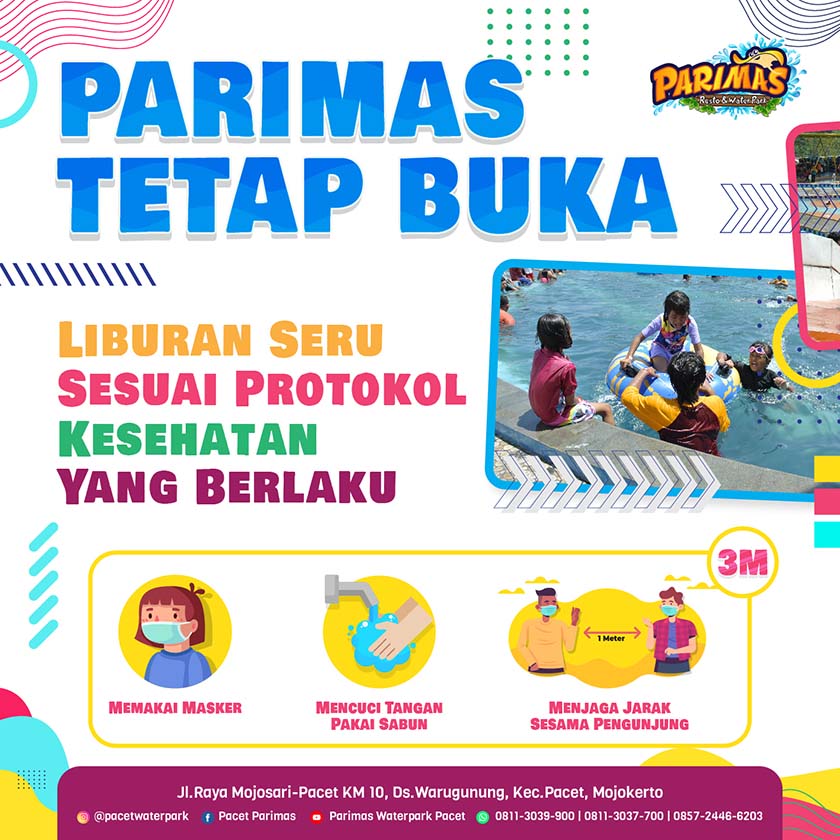 PARIMAS
TETAP BUKA
PARIMAS
Resto & Water Park
LIBURAN SERU
SESUAI PROTOKOL
KESEHATAN
YANG BERLAKU
3M
1 Meter
MEMAKAI MASKER
MENCUCI TANGAN
PAKAI SABUN
MENJAGA JARAK
SESAMA PENGUNJUNG
Jl.Raya Mojosari-Pacet KM 10, Ds.Warugunung, Kec.Pacet, Mojokerto
@pacetwaterpark Pacet Parimas Parimas Waterpark Pacet 0811-3039-900 | 0811-3037-700 | 0857-2446-6203